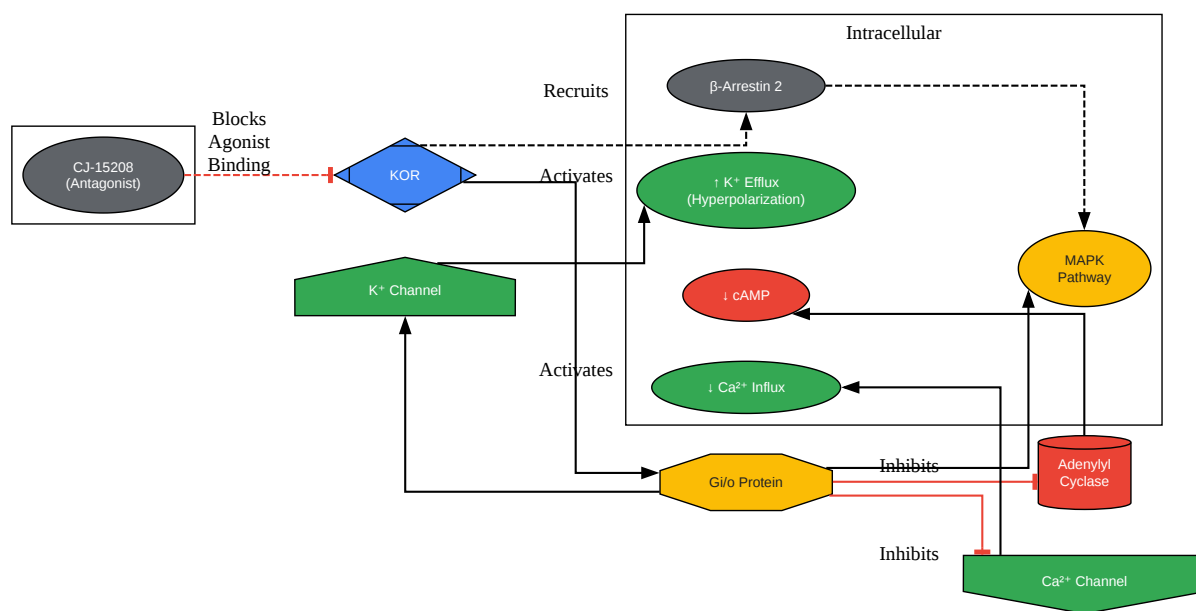 Intracellular
β-Arrestin 2
Recruits
Blocks
Agonist
Binding
CJ-15208
(Antagonist)
KOR
Activates
↑ K⁺ Efflux
(Hyperpolarization)
MAPK
Pathway
K⁺ Channel
↓ cAMP
Activates
↓ Ca²⁺ Influx
Gi/o Protein
Inhibits
Adenylyl
Cyclase
Inhibits
Ca²⁺ Channel